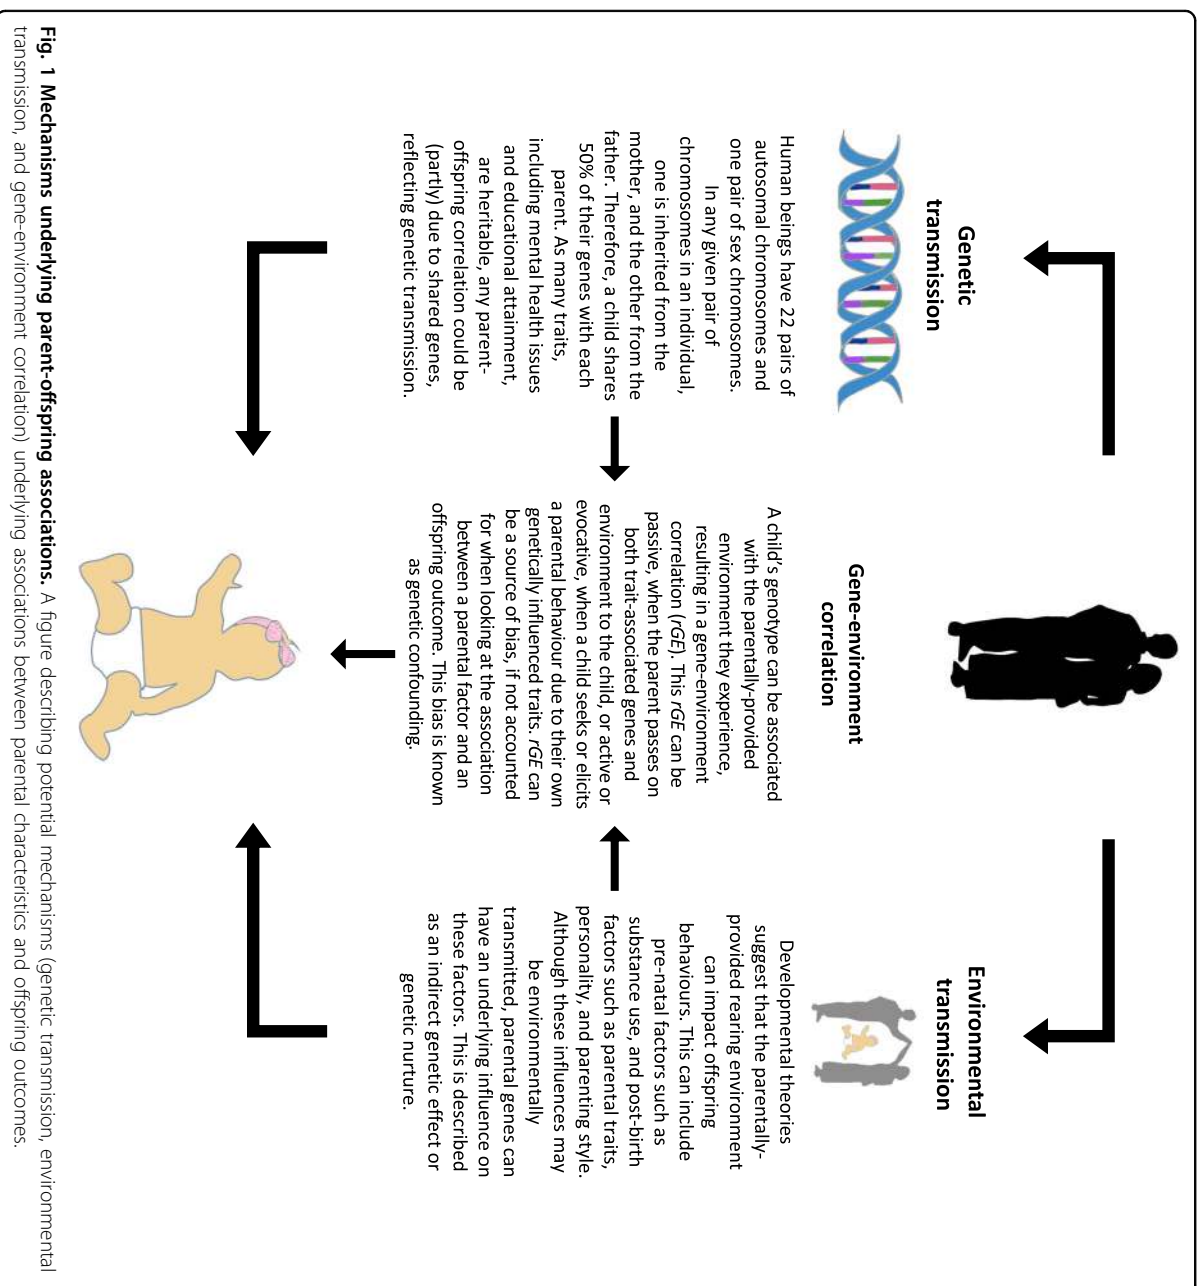 Genetic
transmission
Human beings have 22 pairs of
autosomal chromosomes and
one pair of sex chromosomes.
In any given pair of
chromosomes in an individual,
one is inherited from the
mother, and the other from the
father. Therefore, a child shares
50% of their genes with each
parent. As many traits,
including mental health issues
and educational attainment,
are heritable, any parent-
offspring correlation could be
(partly) due to shared genes,
reflecting genetic transmission.
Gene-environment
correlation
A child's genotype can be associated
with the parentally-provided
environment they experience,
resulting in a gene-environment
correlation (rGE). This rGE can be
passive, when the parent passes on
both trait-associated genes and
environment to the child, or active or
evocative, when a child seeks or elicits
a parental behaviour due to their own
genetically influenced traits. rGE can
be a source of bias, if not accounted
for when looking at the association
between a parental factor and an
offspring outcome. This bias is known
as genetic confounding.
Environmental
transmission
Developmental theories
suggest that the parentally-
provided rearing environment
can impact offspring
behaviours. This can include
pre-natal factors such as
substance use, and post-birth
factors such as parental traits,
personality, and parenting style.
Although these influences may
be environmentally
transmitted, parental genes can
have an underlying influence on
these factors. This is described
as an indirect genetic effect or
genetic nurture.
Fig. 1 Mechanisms underlying parent-offspring associations. A figure describing potential mechanisms (genetic transmission, environmental
transmission, and gene-environment correlation) underlying associations between parental characteristics and offspring outcomes.